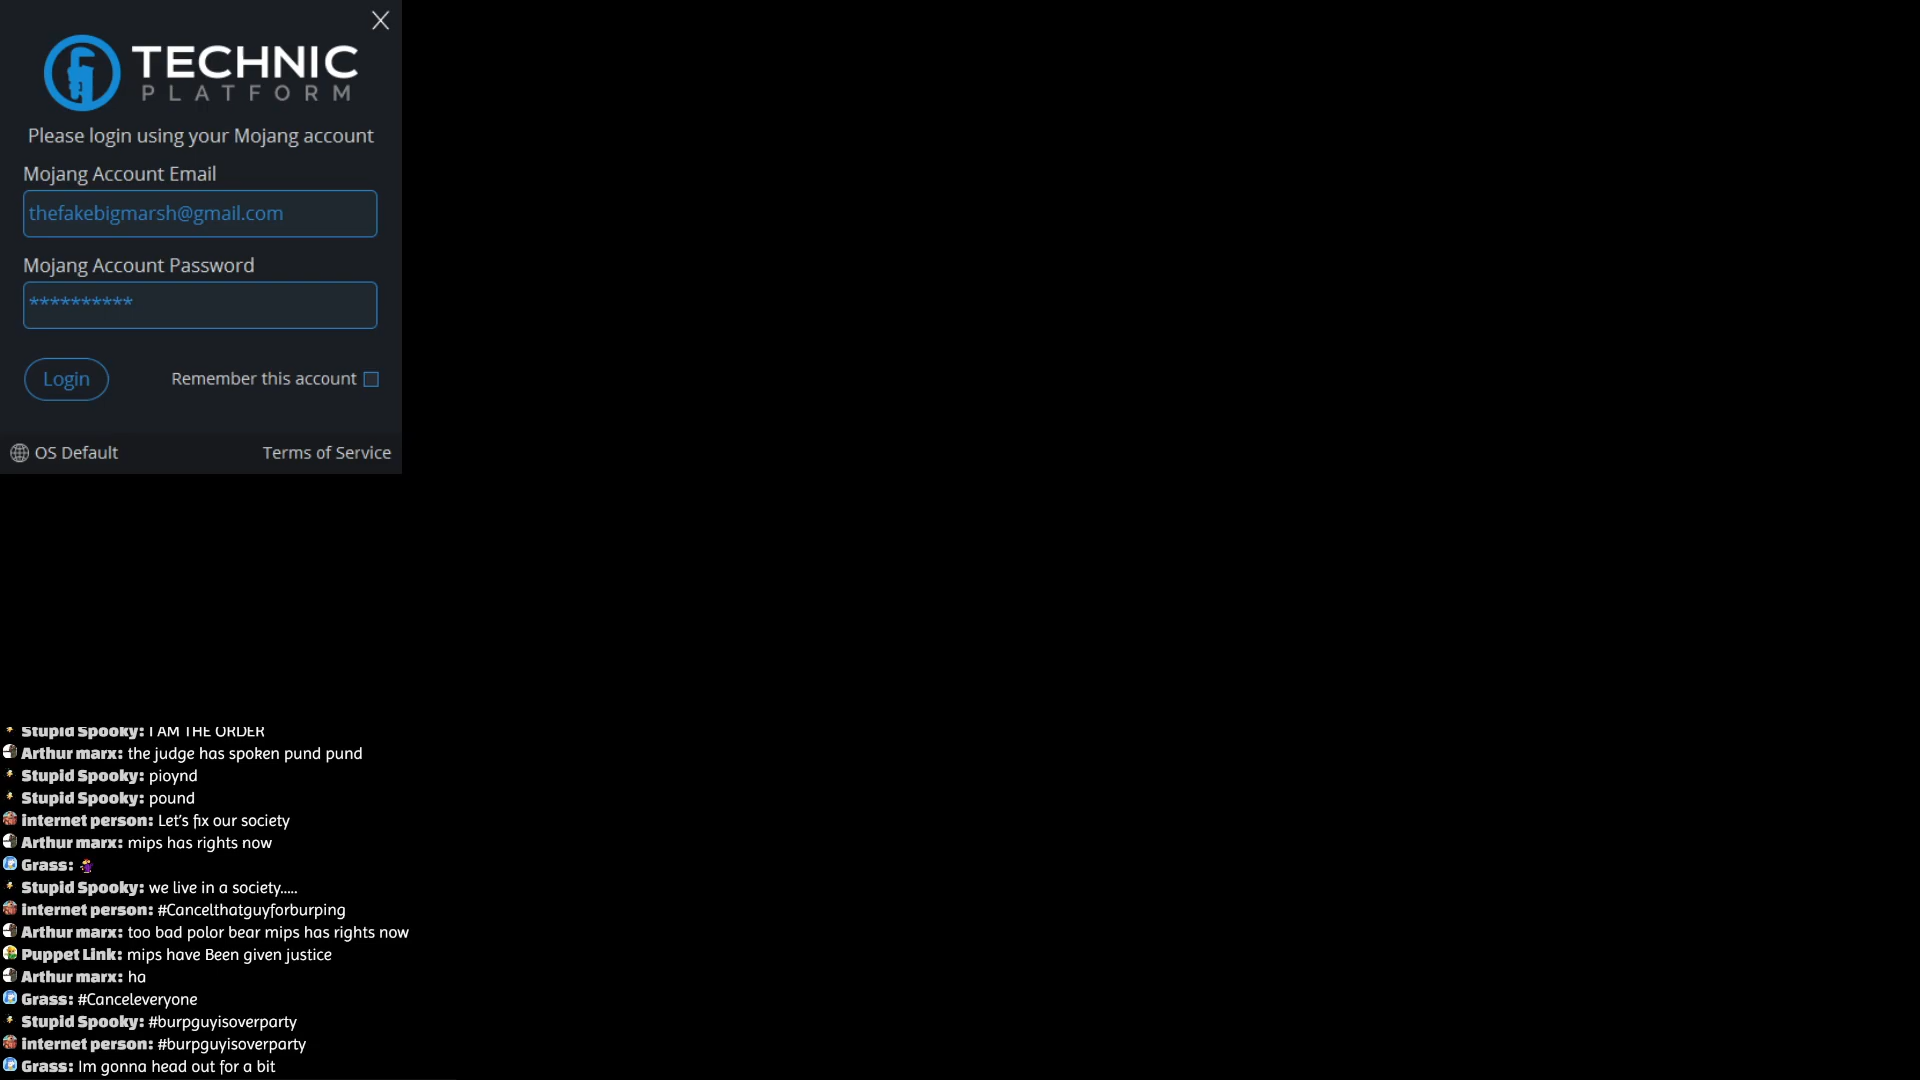 TECHNIC
PLATFORM
Please login using your Mojang account
Mojang Account Email
thefakebigmarsh@gmail.com
Mojang Account Password
**********
Login
Remember this account
OS Default
Terms of Service
Stupid Spooky: I AM THE ORDER
Arthur marx: the judge has spoken pund pund
Stupid Spooky: pioynd
Stupid Spooky: pound
internet person: Let's fix our society
Arthur marx: mips has rights now
Grass:
Stupid Spooky: we live in a society.....
internet person: #Cancelthatguyforburping
Arthur marx: too bad polor bear mips has rights now
Puppet Link: mips have Been given justice
Arthur marx: ha
Grass: #Canceleveryone
Stupid Spooky: #burpguyisoverparty
internet person: #burpguyisoverparty
Grass: Im gonna head out for a bit